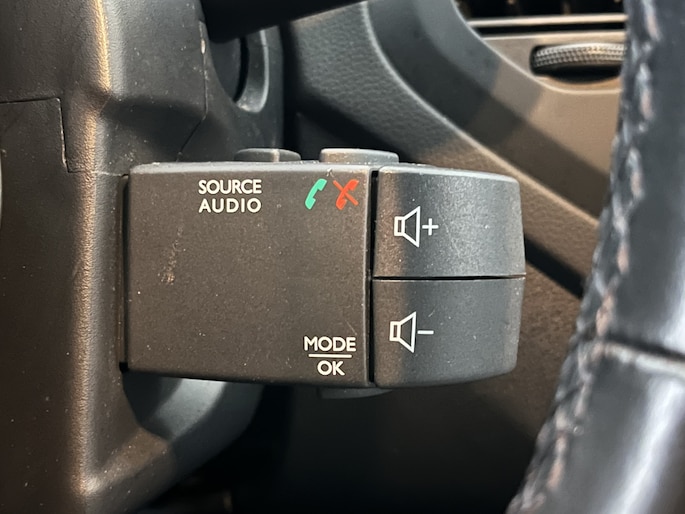 SOURCE
AUDIO
+
MODE
OK
-